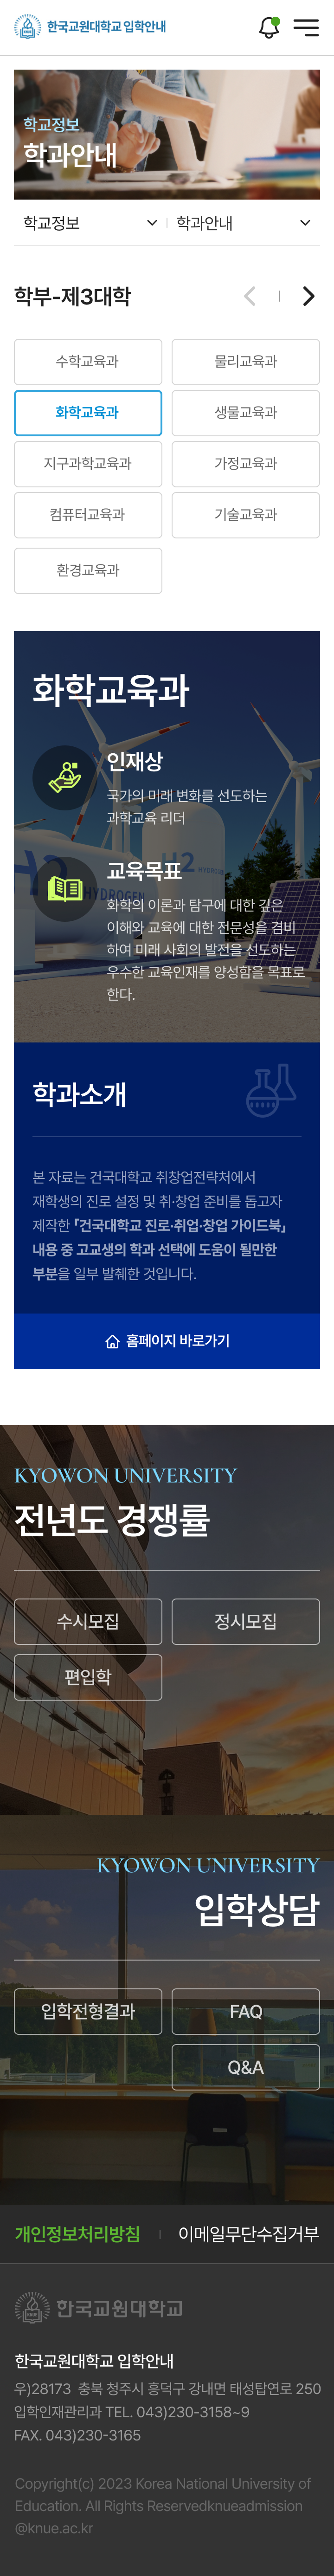 한국교원대학교 입학안내
학교정보
학과안내
학교정보
학과안내
학부-제3대학
수학교육과
물리교육과
화학교육과
생물교육과
지구과학교육과
가정교육과
컴퓨터교육과
기술교육과
환경교육과
화학교육과
인재상
국가의 미래 변화를 선도하는
과학교육 리더
H2 HYDROGEN
교육목표
HYDROGEN
화학의 이론과 탐구에 대한 깊은
이해와 교육에 대한 전문성을 겸비
하여 미래 사회의 발전을 선도하는
우수한 교육인재를 양성함을 목표로
한다.
학과소개
본 자료는 건국대학교 취창업전략처에서
재학생의 진로 설정 및 취·창업 준비를 돕고자
제작한 『건국대학교 진로·취업·창업 가이드북』
내용 중 고교생의 학과 선택에 도움이 될만한
부분을 일부 발췌한 것입니다.
홈페이지 바로가기
KYOWON UNIVERSITY
전년도 경쟁률
수시모집
정시모집
편입학
KYOWON UNIVERSITY
입학상담
입학전형결과
FAQ
Q&A
개인정보처리방침
이메일무단수집거부
한국교원대학교
한국교원대학교 입학안내
우)28173 충북 청주시 흥덕구 강내면 태성탑연로 250
입학인재관리과 TEL. 043)230-3158~9
FAX. 043)230-3165
Copyright(c) 2023 Korea National University of
Education. All Rights Reservedknueadmission
@knue.ac.kr